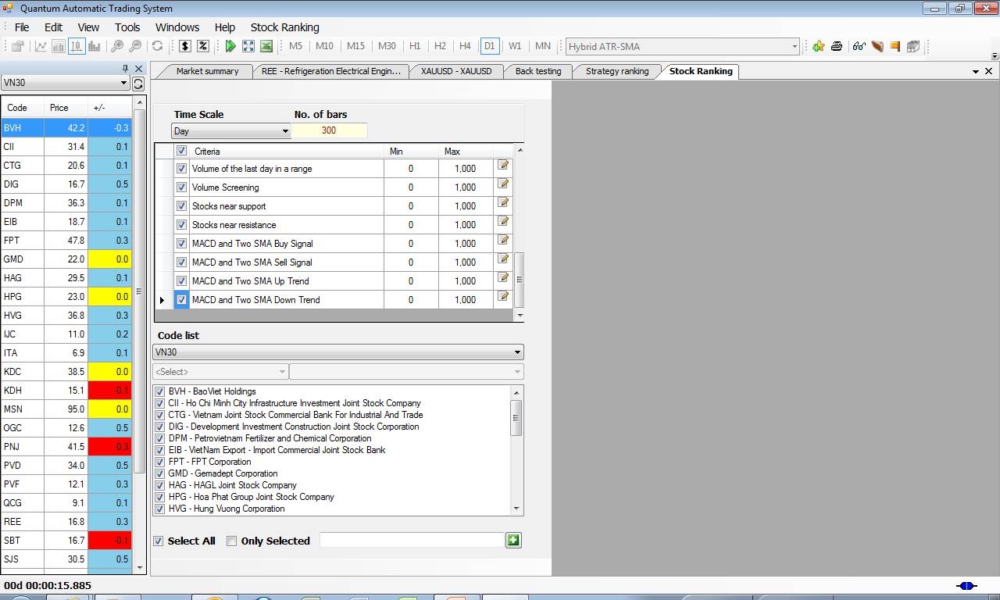 Quantum Automatic Trading System
File Edit View Tools Windows Help Stock Ranking
M5 M10 M15 M30 H1 H2 H4 D1 W1 MN Hybrid ATR-SMA
Market summary REE - Refrigeration Electrical Engin... XAUUSD - XAUUSD Back testing Strategy ranking Stock Ranking
VN30
Code Price +/-
BVH 42.2 -0.3
CII 31.4 0.1
CTG 20.6 0.1
DIG 16.7 0.5
DPM 36.3 0.1
EIB 18.7 0.1
FPT 47.8 0.3
GMD 22.0 0.0
HAG 29.5 0.1
HPG 23.0 0.0
HVG 36.8 0.3
IJC 11.0 0.2
ITA 6.9 0.1
KDC 38.5 0.0
KDH 15.1 -0.1
MSN 95.0 0.0
OGC 12.6 0.5
PNJ 41.5 -0.3
PVD 34.0 0.5
PVF 12.1 0.3
QCG 9.1 0.1
REE 16.8 0.3
SBT 16.7 -0.1
SJS 30.5 0.5
Time Scale No. of bars
Day 300
Criteria Min Max
Volume of the last day in a range 0 1,000
Volume Screening 0 1,000
Stocks near support 0 1,000
Stocks near resistance 0 1,000
MACD and Two SMA Buy Signal 0 1,000
MACD and Two SMA Sell Signal 0 1,000
MACD and Two SMA Up Trend 0 1,000
MACD and Two SMA Down Trend 0 1,000
Code list
VN30
<Select>
BVH - BaoViet Holdings
CII - Ho Chi Minh City Infrastructure Investment Joint Stock Company
CTG - Vietnam Joint Stock Commercial Bank For Industrial And Trade
DIG - Development Investment Construction Joint Stock Corporation
DPM - Petrovietnam Fertilizer and Chemical Corporation
EIB - VietNam Export - Import Commercial Joint Stock Bank
FPT - FPT Corporation
GMD - Gemadept Corporation
HAG - HAGL Joint Stock Company
HPG - Hoa Phat Group Joint Stock Company
HVG - Hung Vuong Corporation
Select All Only Selected
00d 00:00:15.885